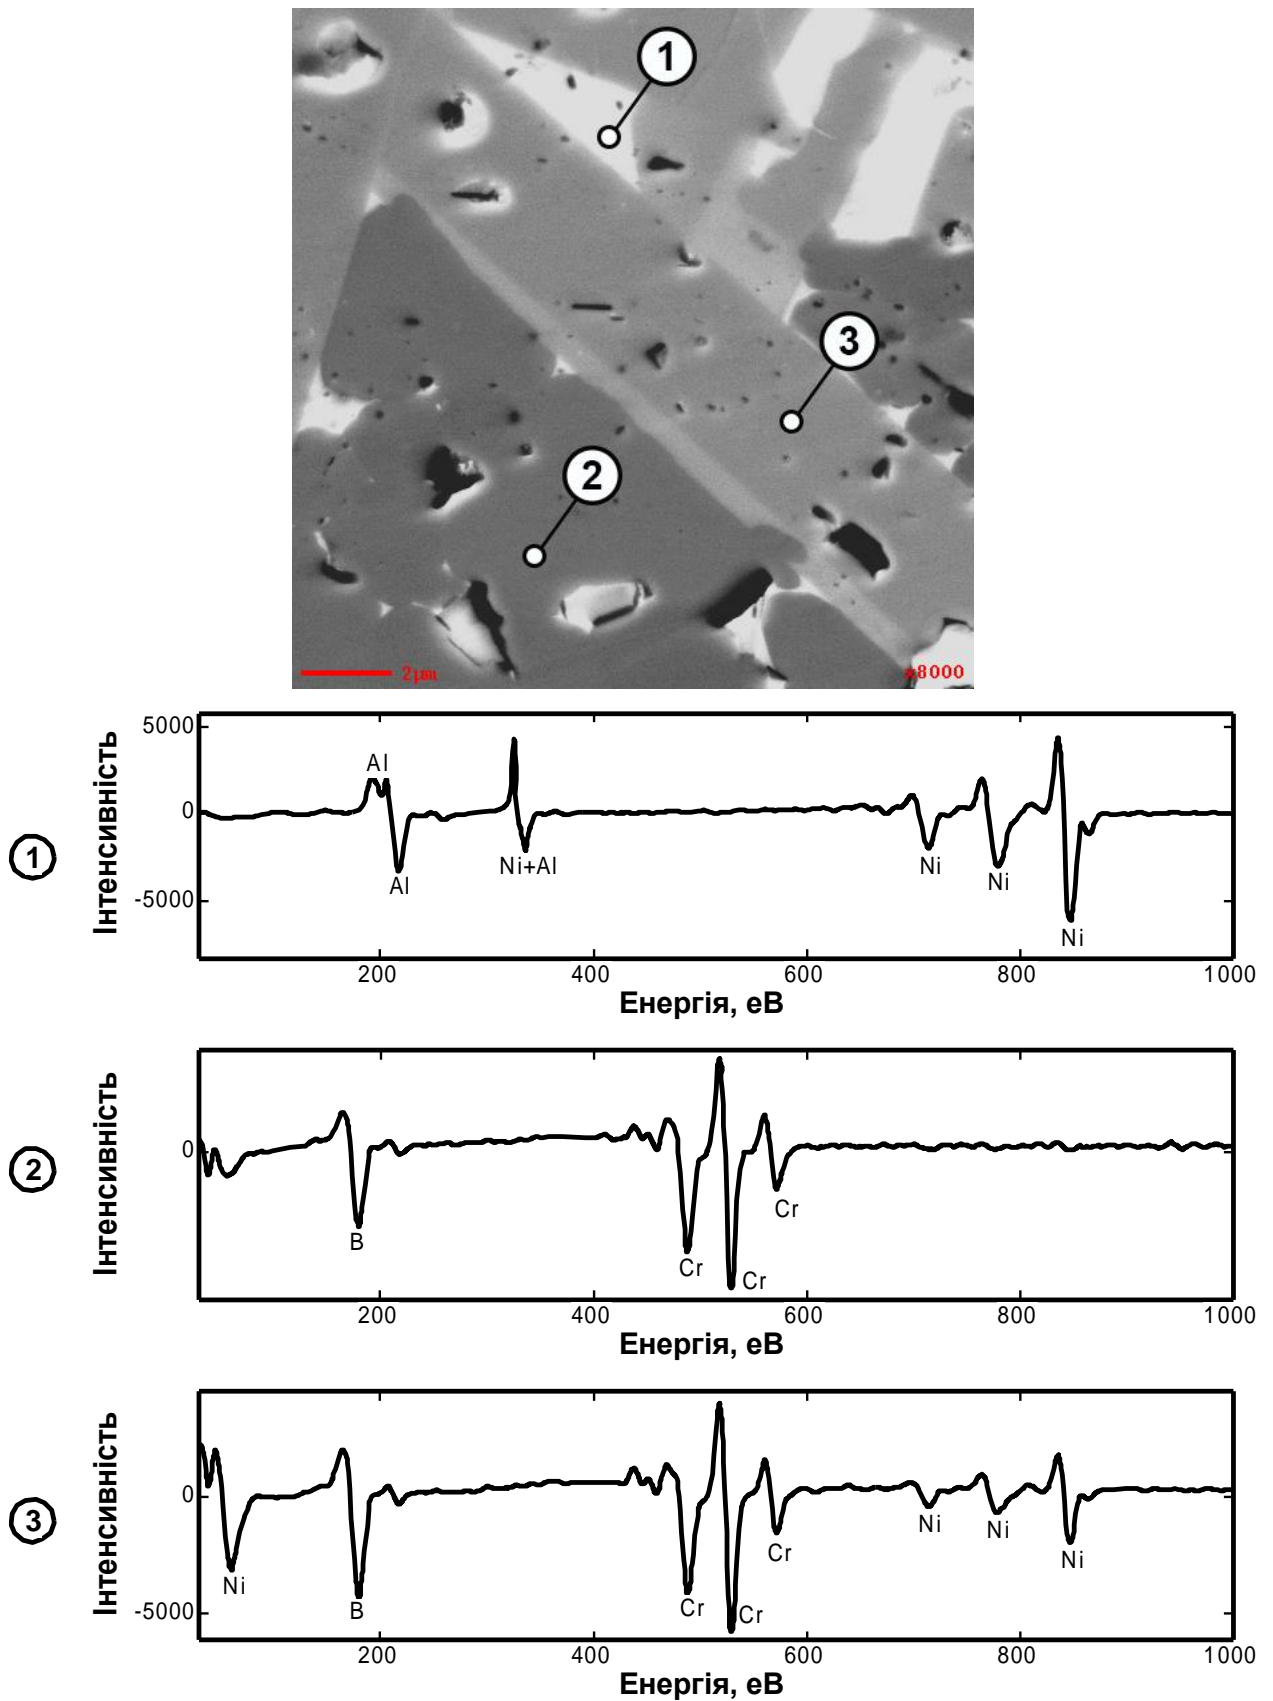 1
3
2
2µm
x8000
1
Інтенсивність
5000
0
-5000
Al
Al
Ni+Al
Ni
Ni
Ni
200 400 600 800 1000
Енергія, еВ
2
Інтенсивність
0
B
Cr
Cr
Cr
200 400 600 800 1000
Енергія, еВ
3
Інтенсивність
0
-5000
Ni
B
Cr
Cr
Cr
Ni
Ni
Ni
200 400 600 800 1000
Енергія, еВ